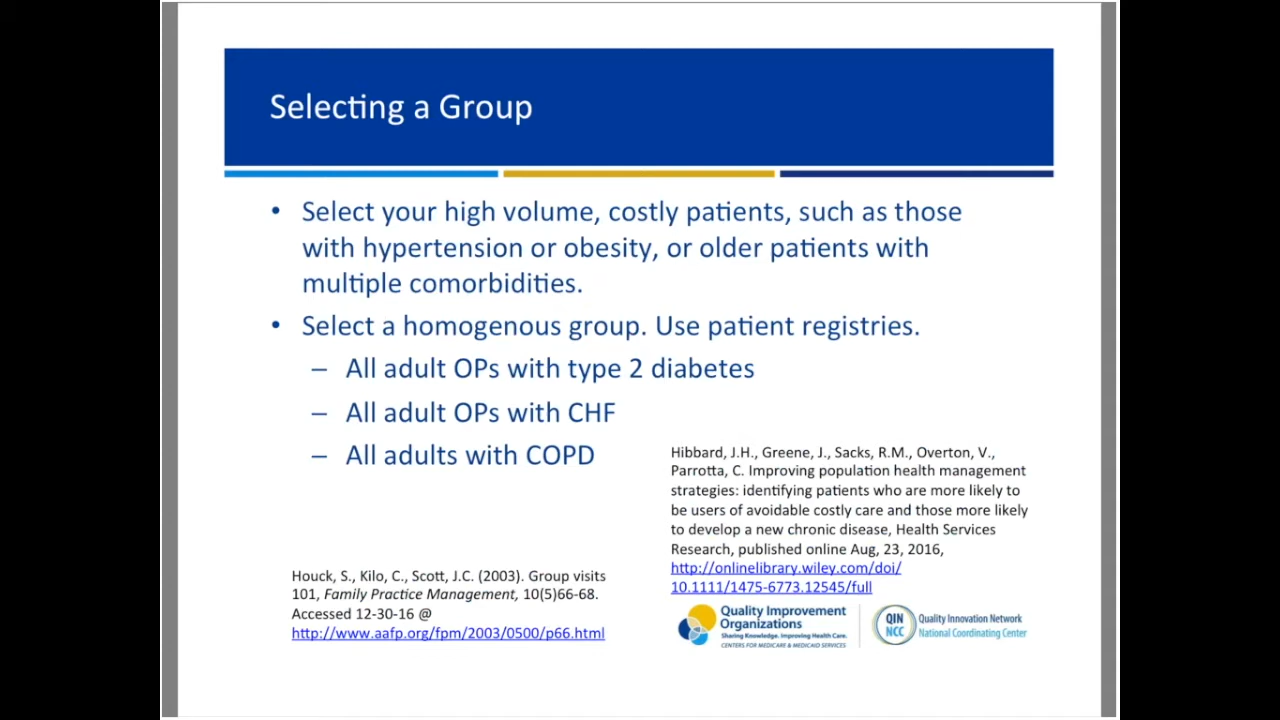 Selecting a Group
• Select your high volume, costly patients, such as those
with hypertension or obesity, or older patients with
multiple comorbidities.
• Select a homogenous group. Use patient registries.
– All adult OPs with type 2 diabetes
– All adult OPs with CHF
– All adults with COPD
Hibbard, J.H., Greene, J., Sacks, R.M., Overton, V.,
Parrotta, C. Improving population health management
strategies: identifying patients who are more likely to
be users of avoidable costly care and those more likely
to develop a new chronic disease, Health Services
Research, published online Aug, 23, 2016,
http://onlinelibrary.wiley.com/doi/
10.1111/1475-6773.12545/full
Houck, S., Kilo, C., Scott, J.C. (2003). Group visits
101, Family Practice Management, 10(5)66-68.
Accessed 12-30-16 @
http://www.aafp.org/fpm/2003/0500/p66.html
Quality Improvement
Organizations
Sharing Knowledge. Improving Health Care.
CENTERS FOR MEDICARE & MEDICAID SERVICES
QIN
NCC
Quality Innovation Network
National Coordinating Center